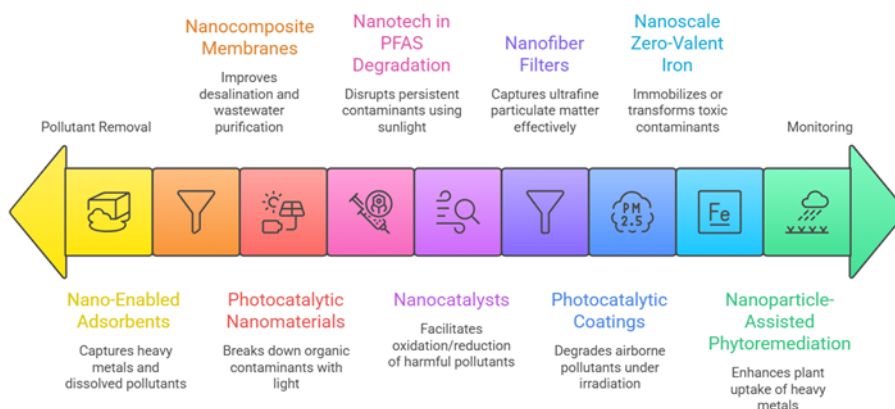 Nanocomposite
Membranes
Improves
desalination and
wastewater
purification
Nanotech in
PFAS
Degradation
Disrupts persistent
contaminants using
sunlight
Nanofiber
Filters
Captures ultrafine
particulate matter
effectively
Nanoscale
Zero-Valent
Iron
Immobilizes or
transforms toxic
contaminants
Pollutant Removal
Monitoring
PM
2.5
Fe
Nano-Enabled
Adsorbents
Captures heavy
metals and
dissolved pollutants
Photocatalytic
Nanomaterials
Breaks down organic
contaminants with
light
Nanocatalysts
Facilitates
oxidation/reduction
of harmful pollutants
Photocatalytic
Coatings
Degrades airborne
pollutants under
irradiation
Nanoparticle-
Assisted
Phytoremediation
Enhances plant
uptake of heavy
metals